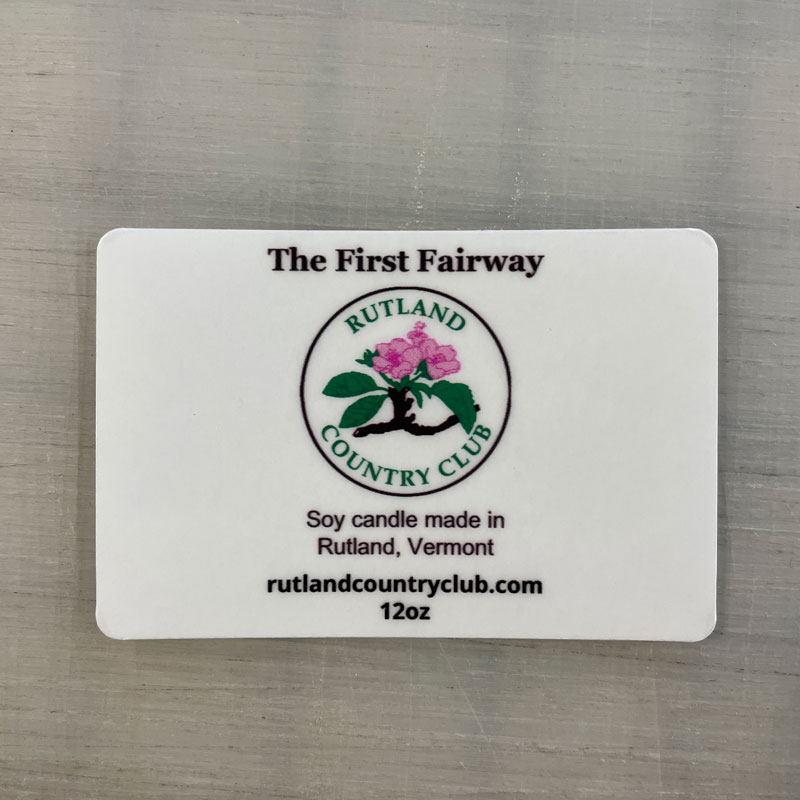 The First Fairway
RUTLAND
COUNTRY CLUB
Soy candle made in
Rutland, Vermont
rutlandcountryclub.com
12oz